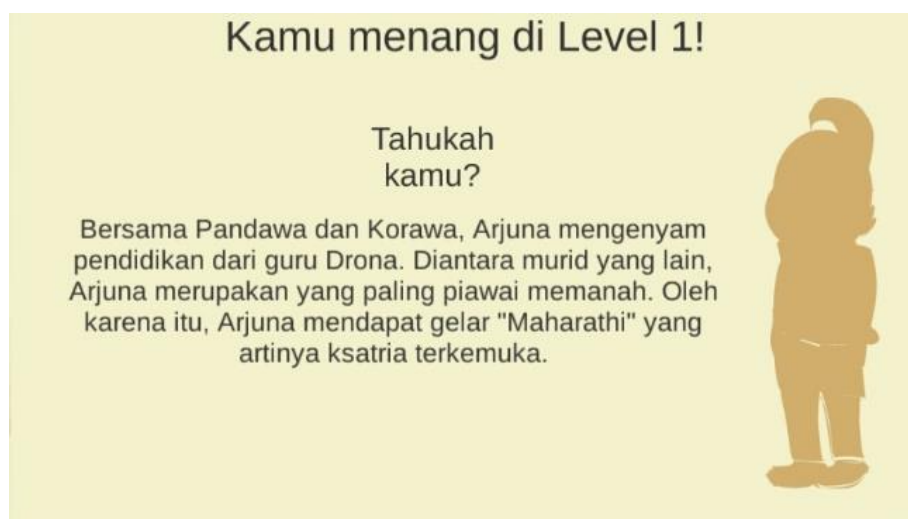 Kamu menang di Level 1!
Tahukah
kamu?
Bersama Pandawa dan Korawa, Arjuna mengenyam
pendidikan dari guru Drona. Diantara murid yang lain,
Arjuna merupakan yang paling piawai memanah. Oleh
karena itu, Arjuna mendapat gelar "Maharathi" yang
artinya ksatria terkemuka.